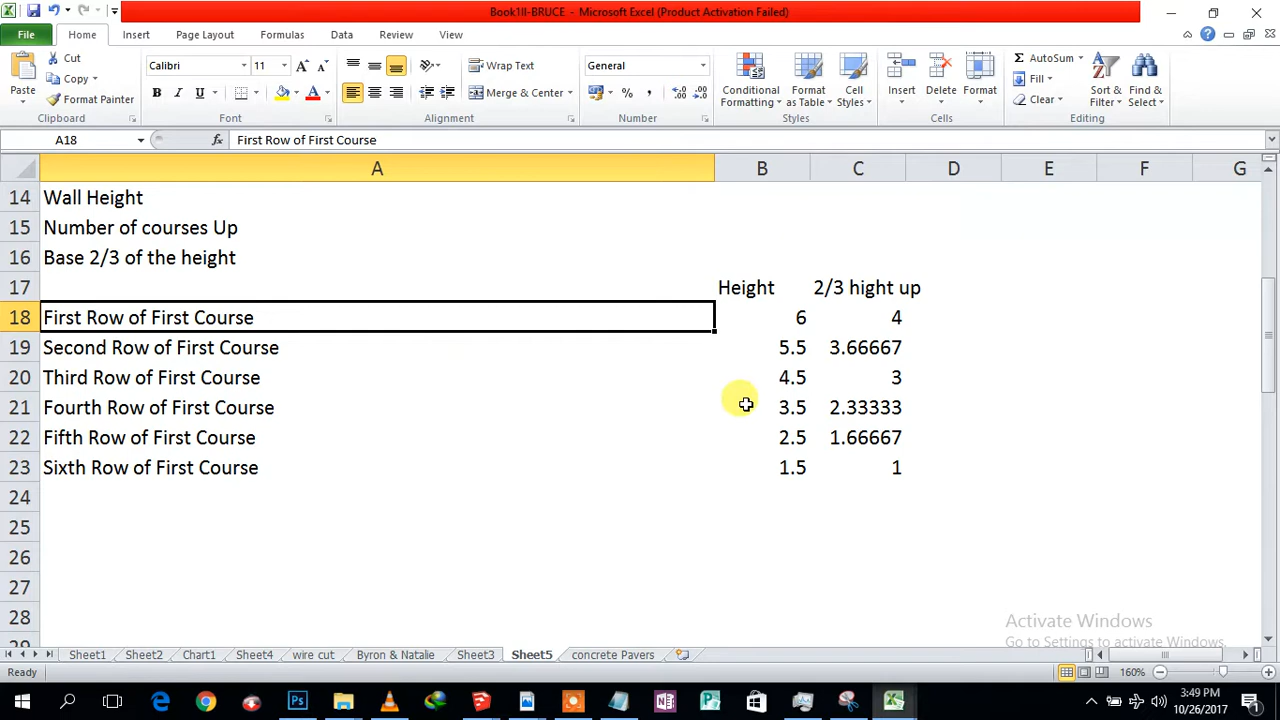 Book1II-BRUCE - Microsoft Excel (Product Activation Failed)
File Home Insert Page Layout Formulas Data Review View
Paste
Cut
Copy
Format Painter
Clipboard
Calibri 11
B I U
Font
Wrap Text
Merge & Center
Alignment
General
Number
Conditional Formatting
Format as Table
Cell Styles
Styles
Insert Delete Format
Cells
AutoSum
Fill
Clear
Sort & Filter
Find & Select
Editing
A18 fx First Row of First Course
A B C D E F G
14 Wall Height
15 Number of courses Up
16 Base 2/3 of the height
17 Height 2/3 hight up
18 First Row of First Course 6 4
19 Second Row of First Course 5.5 3.66667
20 Third Row of First Course 4.5 3
21 Fourth Row of First Course 3.5 2.33333
22 Fifth Row of First Course 2.5 1.66667
23 Sixth Row of First Course 1.5 1
24
25
26
27
28
29
Activate Windows
Go to Settings to activate Windows.
Sheet1 Sheet2 Chart1 Sheet4 wire cut Byron & Natalie Sheet3 Sheet5 concrete Pavers
Ready 160%
3:49 PM
10/26/2017